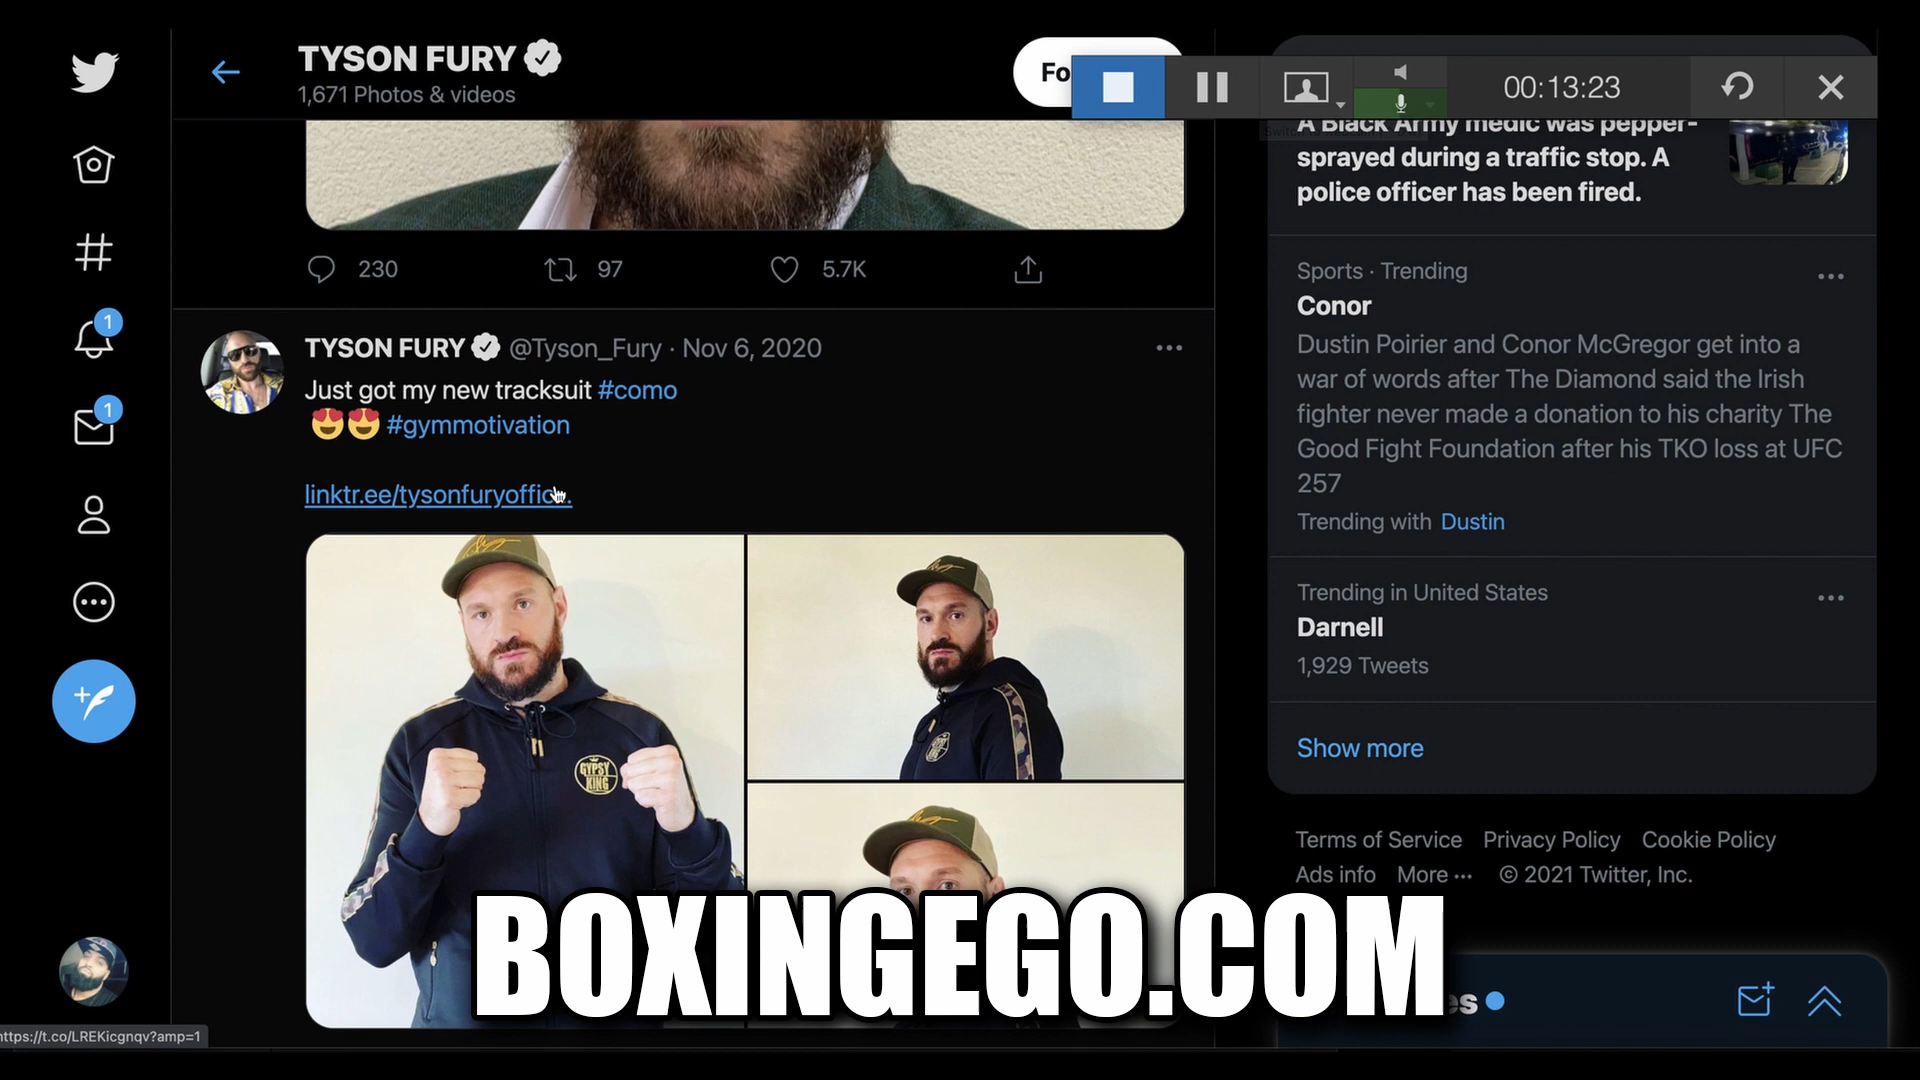 TYSON FURY
1,671 Photos & videos
Fo
00:13:23
230
97
5.7K
TYSON FURY @Tyson_Fury · Nov 6, 2020
Just got my new tracksuit #como
😍😍 #gymmotivation
linktr.ee/tysonfuryoffic...
GYPSY
KING
GYPSY
KING
A Black Army medic was pepper-
sprayed during a traffic stop. A
police officer has been fired.
Sports · Trending
Conor
Dustin Poirier and Conor McGregor get into a
war of words after The Diamond said the Irish
fighter never made a donation to his charity The
Good Fight Foundation after his TKO loss at UFC
257
Trending with Dustin
Trending in United States
Darnell
1,929 Tweets
Show more
Terms of Service Privacy Policy Cookie Policy
Ads info More ··· © 2021 Twitter, Inc.
1
1
BOXINGEGO.COM
es
https://t.co/LREKicgnqv?amp=1